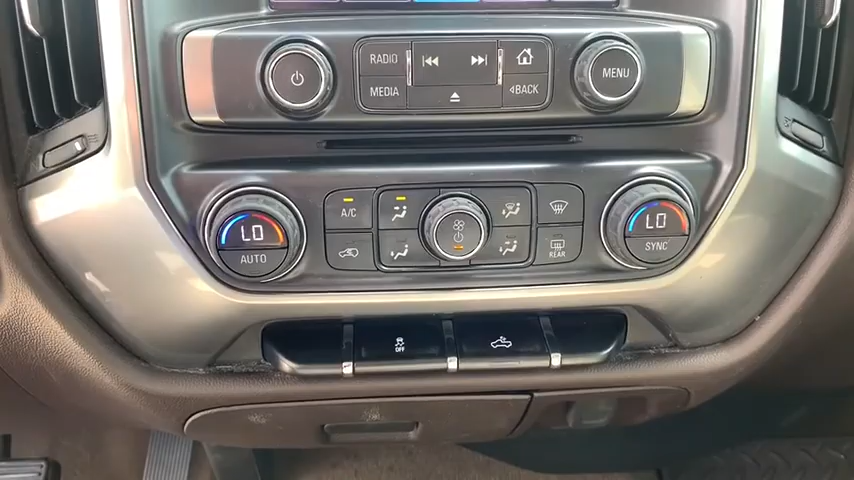 RADIO
MEDIA
BACK
MENU
LO
AUTO
A/C
REAR
LO
SYNC
OFF